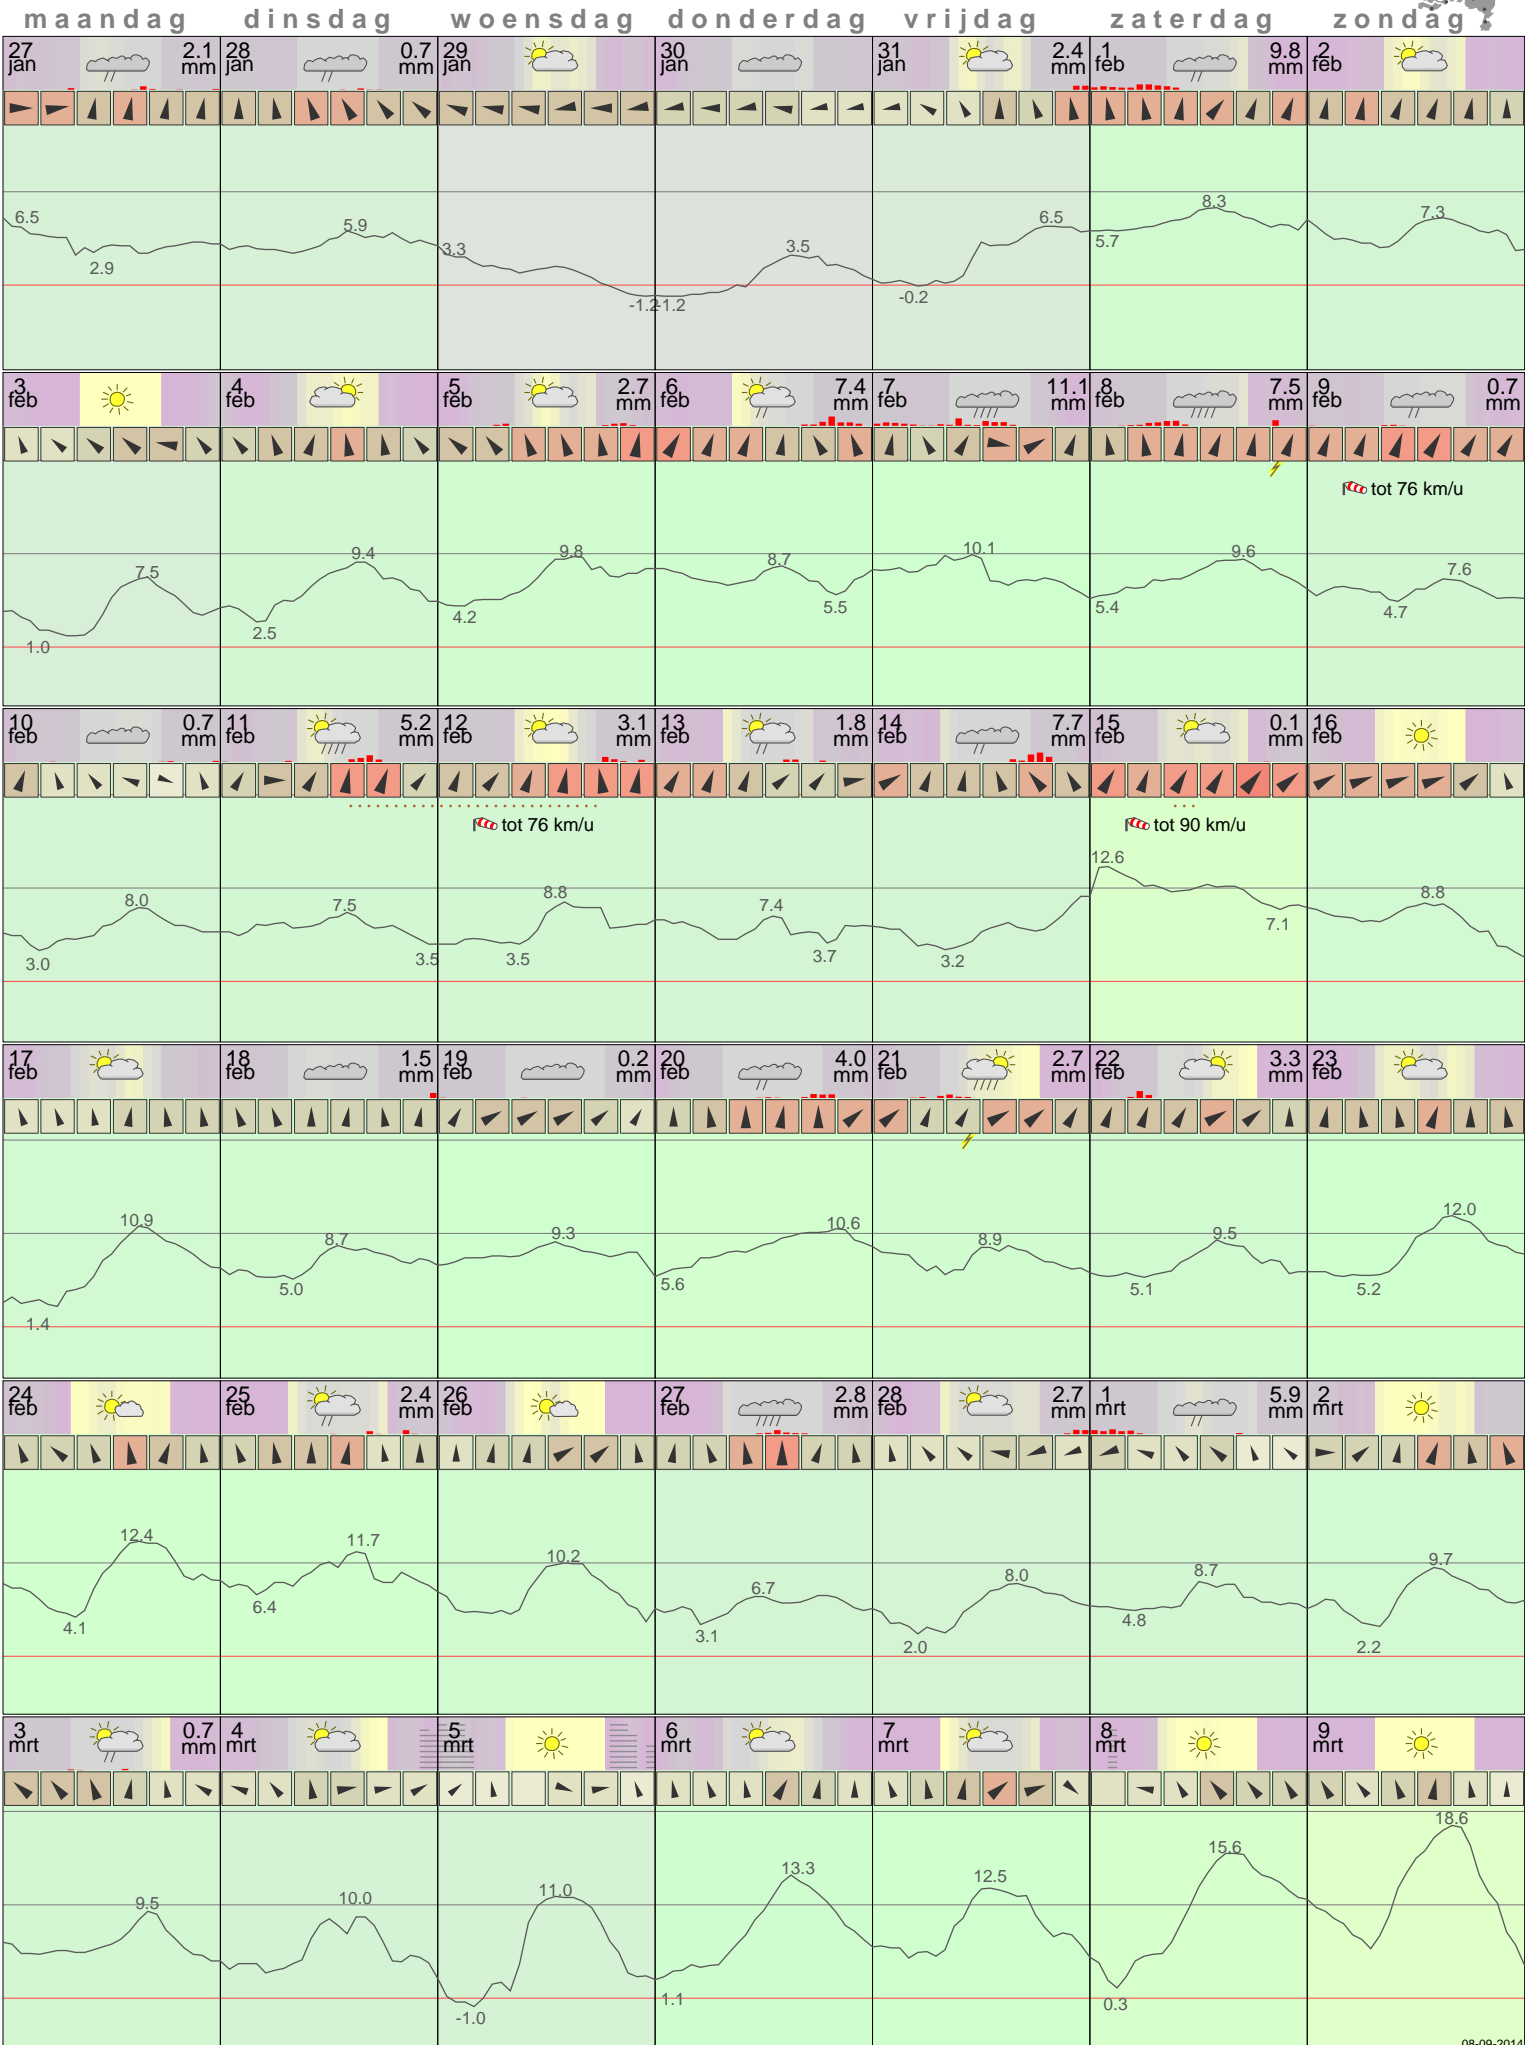 maandag dinsdag woensdag donderdag vrijdag zaterdag zondag
27 jan 2.1 mm 28 jan 0.7 mm 29 jan 30 jan 31 jan 2.4 mm 1 feb 9.8 mm 2 feb
6.5 2.9 5.9 3.3 -1.2 -1.2 3.5 -0.2 6.5 5.7 8.3 7.3
3 feb 4 feb 5 feb 2.7 mm 6 feb 7.4 mm 7 feb 11.1 mm 8 feb 7.5 mm 9 feb 0.7 mm
tot 76 km/u
1.0 7.5 2.5 9.4 4.2 9.8 8.7 5.5 10.1 5.4 9.6 4.7 7.6
10 feb 0.7 mm 11 feb 5.2 mm 12 feb 3.1 mm 13 feb 1.8 mm 14 feb 7.7 mm 15 feb 0.1 mm 16 feb
tot 76 km/u tot 90 km/u
3.0 8.0 7.5 3.5 3.5 8.8 7.4 3.7 3.2 12.6 7.1 8.8
17 feb 18 feb 1.5 mm 19 feb 0.2 mm 20 feb 4.0 mm 21 feb 2.7 mm 22 feb 3.3 mm 23 feb
1.4 10.9 5.0 8.7 9.3 5.6 10.6 8.9 5.1 9.5 5.2 12.0
24 feb 25 feb 2.4 mm 26 feb 27 feb 2.8 mm 28 feb 2.7 mm 1 mrt 5.9 mm 2 mrt
4.1 12.4 6.4 11.7 10.2 3.1 6.7 2.0 8.0 4.8 8.7 2.2 9.7
3 mrt 0.7 mm 4 mrt 5 mrt 6 mrt 7 mrt 8 mrt 9 mrt
9.5 10.0 -1.0 11.0 1.1 13.3 12.5 0.3 15.6 18.6
08-09-2014